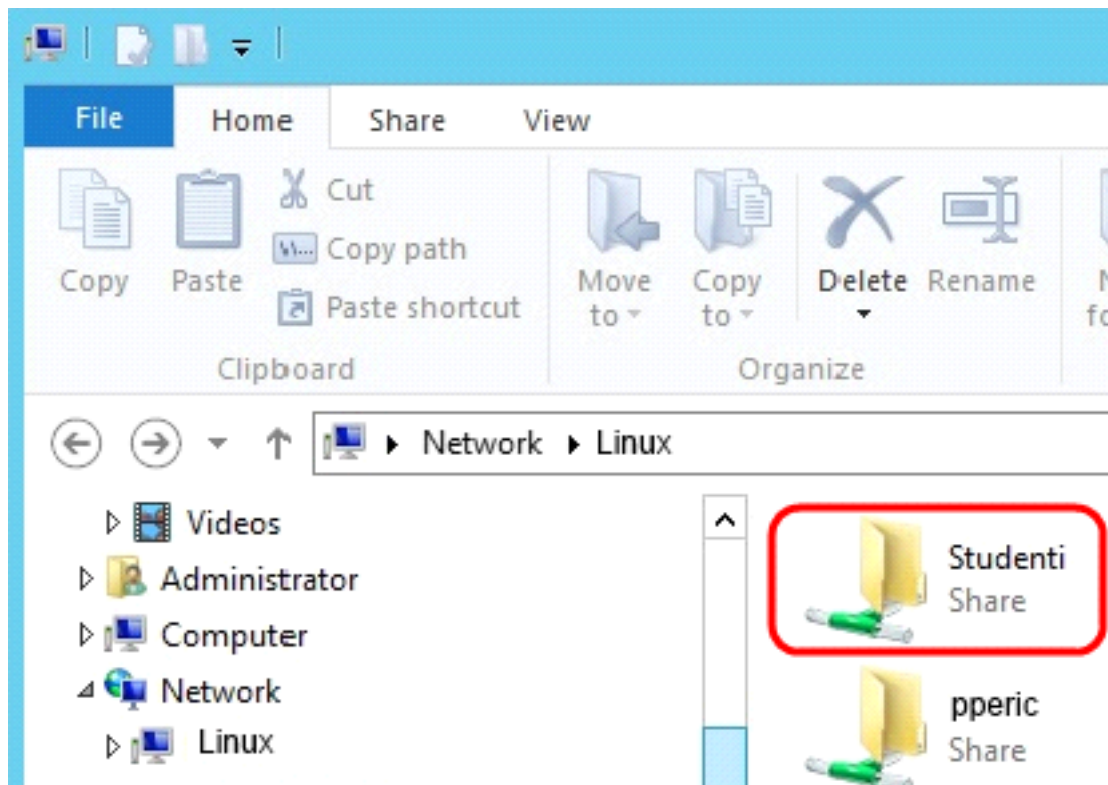 File Home Share View
Cut
Copy path
Copy Paste Move Copy Delete Rename
Paste shortcut to to
Clipboard Organize
Network Linux
Videos
Studenti
Administrator
Share
Computer
Network
pperic
Linux
Share